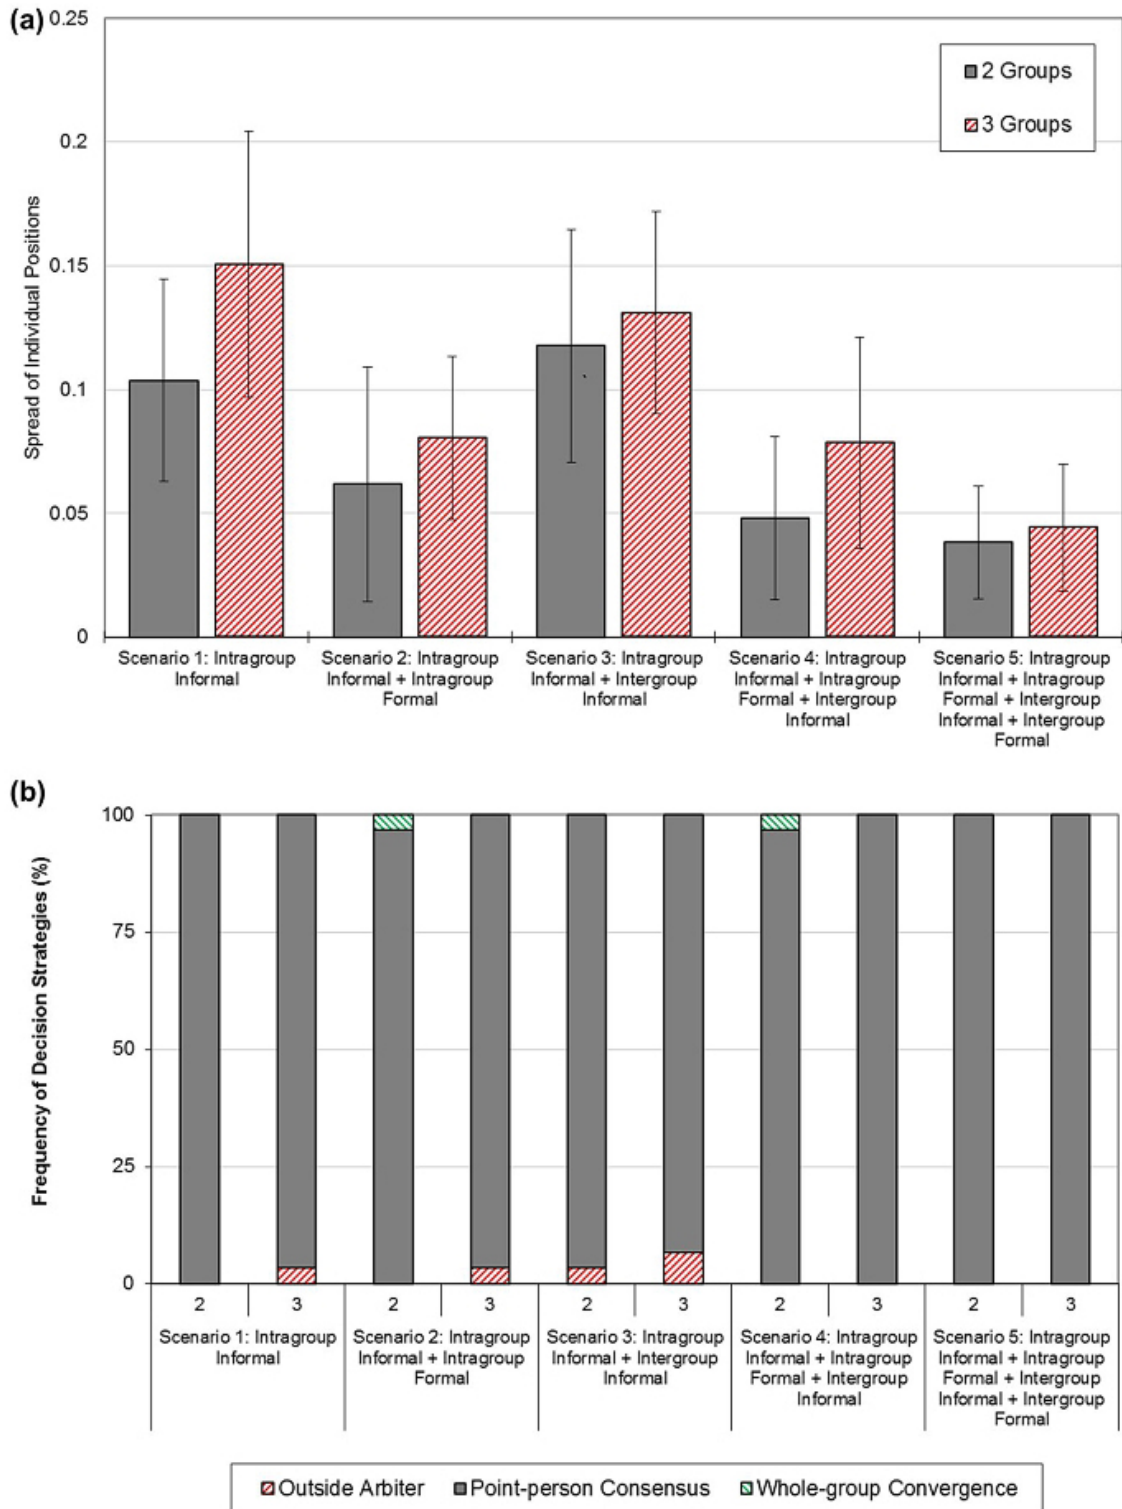 (a)
0.25
0.2
0.15
0.1
0.05
0
Spread of Individual Positions
2 Groups
3 Groups
Scenario 1: Intragroup
Informal
Scenario 2: Intragroup
Informal + Intragroup
Formal
Scenario 3: Intragroup
Informal + Intergroup
Informal
Scenario 4: Intragroup
Informal + Intragroup
Formal + Intergroup
Informal
Scenario 5: Intragroup
Informal + Intragroup
Formal + Intergroup
Informal + Intergroup
Formal
(b)
100
75
50
25
0
Frequency of Decision Strategies (%)
2 3 2 3 2 3 2 3 2 3
Scenario 1: Intragroup
Informal
Scenario 2: Intragroup
Informal + Intragroup
Formal
Scenario 3: Intragroup
Informal + Intergroup
Informal
Scenario 4: Intragroup
Informal + Intragroup
Formal + Intergroup
Informal
Scenario 5: Intragroup
Informal + Intragroup
Formal + Intergroup
Informal + Intergroup
Formal
Outside Arbiter Point-person Consensus Whole-group Convergence